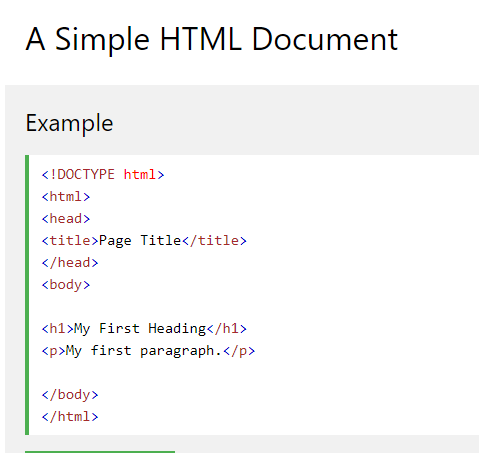 A Simple HTML Document
Example
<!DOCTYPE html>
<html>
<head>
<title>Page Title</title>
</head>
<body>
<h1>My First Heading</h1>
<p>My first paragraph.</p>
</body>
</html>